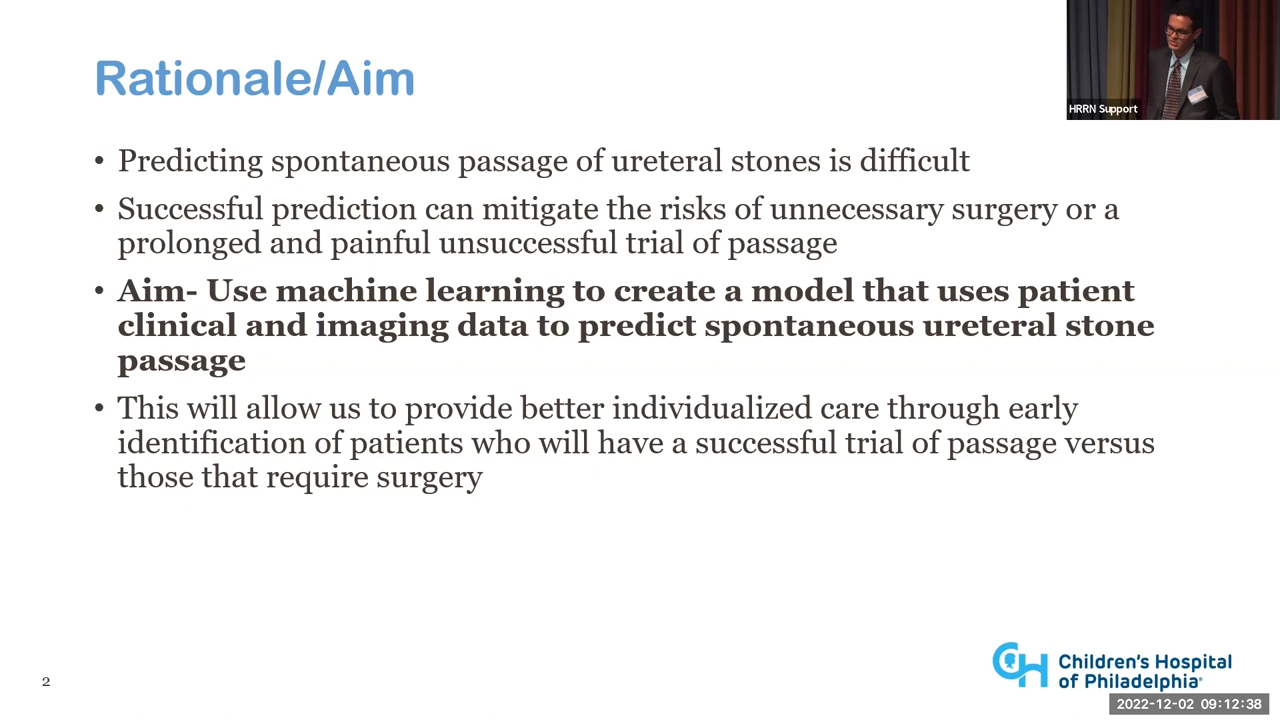 Rationale/Aim
HRRN Support
• Predicting spontaneous passage of ureteral stones is difficult
• Successful prediction can mitigate the risks of unnecessary surgery or a
prolonged and painful unsuccessful trial of passage
• Aim- Use machine learning to create a model that uses patient
clinical and imaging data to predict spontaneous ureteral stone
passage
• This will allow us to provide better individualized care through early
identification of patients who will have a successful trial of passage versus
those that require surgery
2
CH Children's Hospital
of Philadelphia
2022-12-02 09:12:38